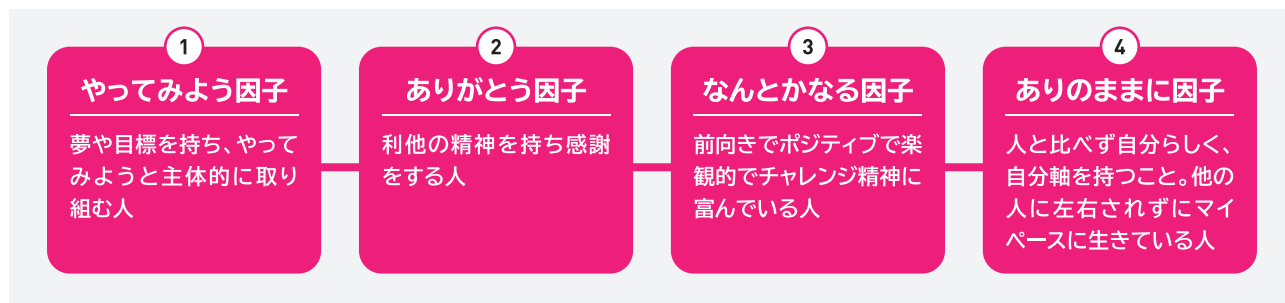 1
やってみよう因子
夢や目標を持ち、やって
みようと主体的に取り
組む人
2
ありがとう因子
利他の精神を持ち感謝
をする人
3
なんとかなる因子
前向きでポジティブで楽
観的でチャレンジ精神に
富んでいる人
4
ありのままに因子
人と比べず自分らしく、
自分軸を持つこと。他の
人に左右されずにマイ
ペースに生きている人